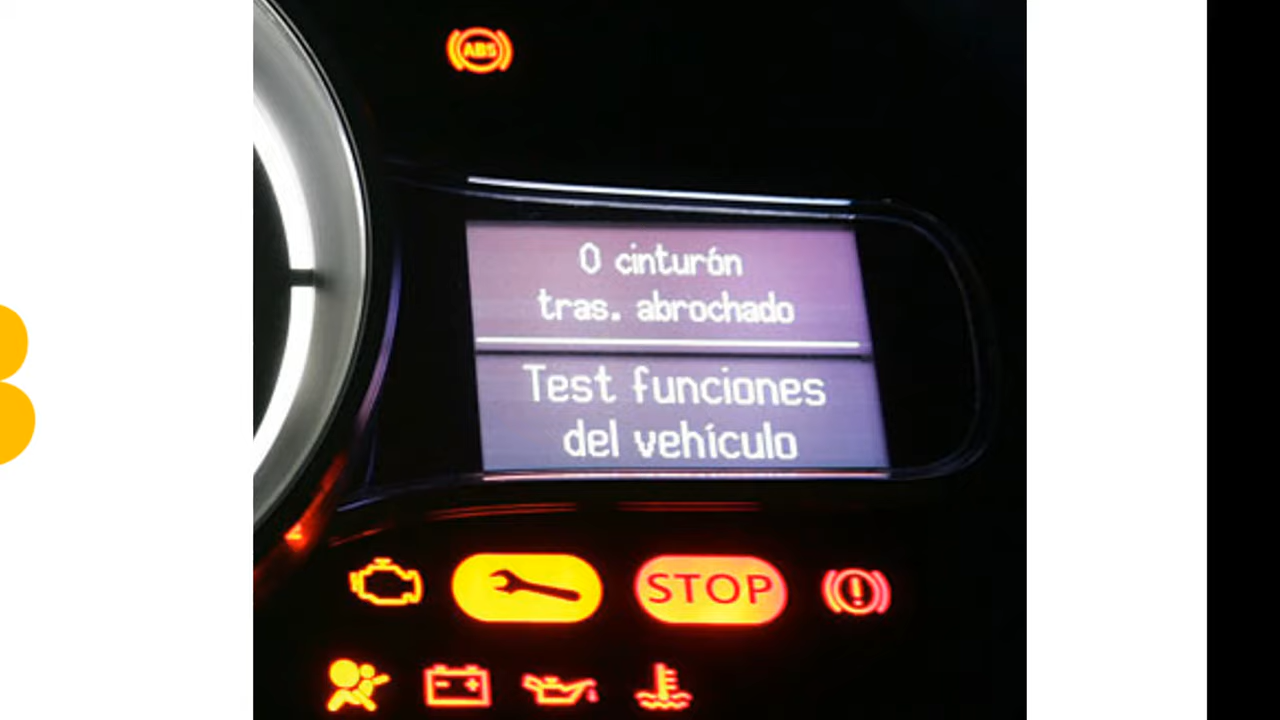 ABS
0 cinturón
tras. abrochado
Test funciones
del vehículo
STOP